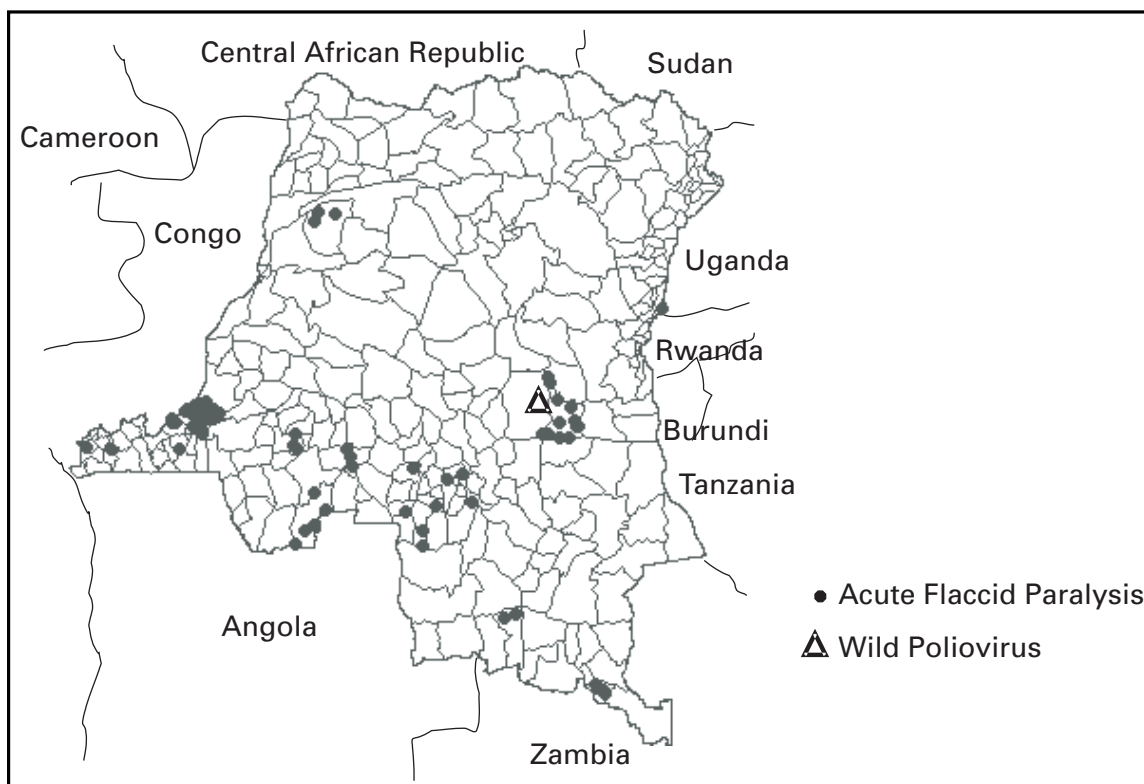 Central African Republic
Sudan
Cameroon
Congo
Uganda
Rwanda
Burundi
Tanzania
Angola
Zambia
Acute Flaccid Paralysis
Wild Poliovirus